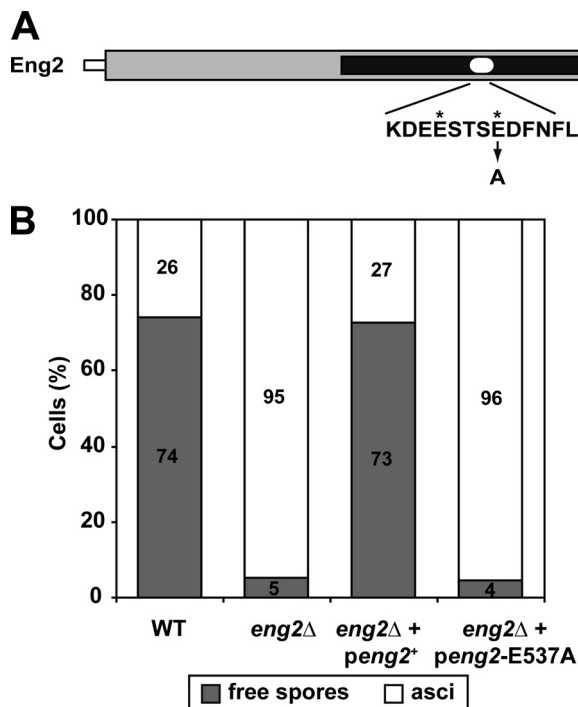 A
Eng2
* *
KDEESTSEDFNFL
A
B
Cells (%)
100
80
60
40
20
0
26
74
95
5
27
73
96
4
WT
eng2Δ
eng2Δ + peng2⁺
eng2Δ + peng2-E537A
free spores
asci